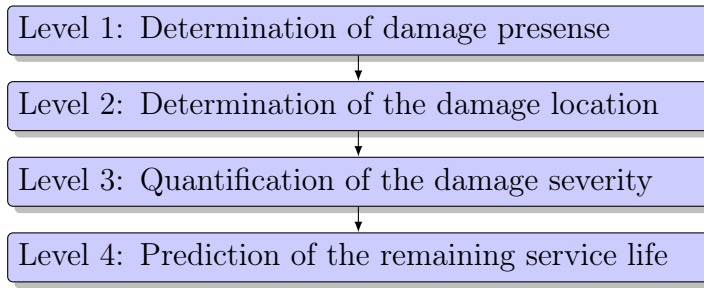 Level 1: Determination of damage presense
Level 2: Determination of the damage location
Level 3: Quantification of the damage severity
Level 4: Prediction of the remaining service life